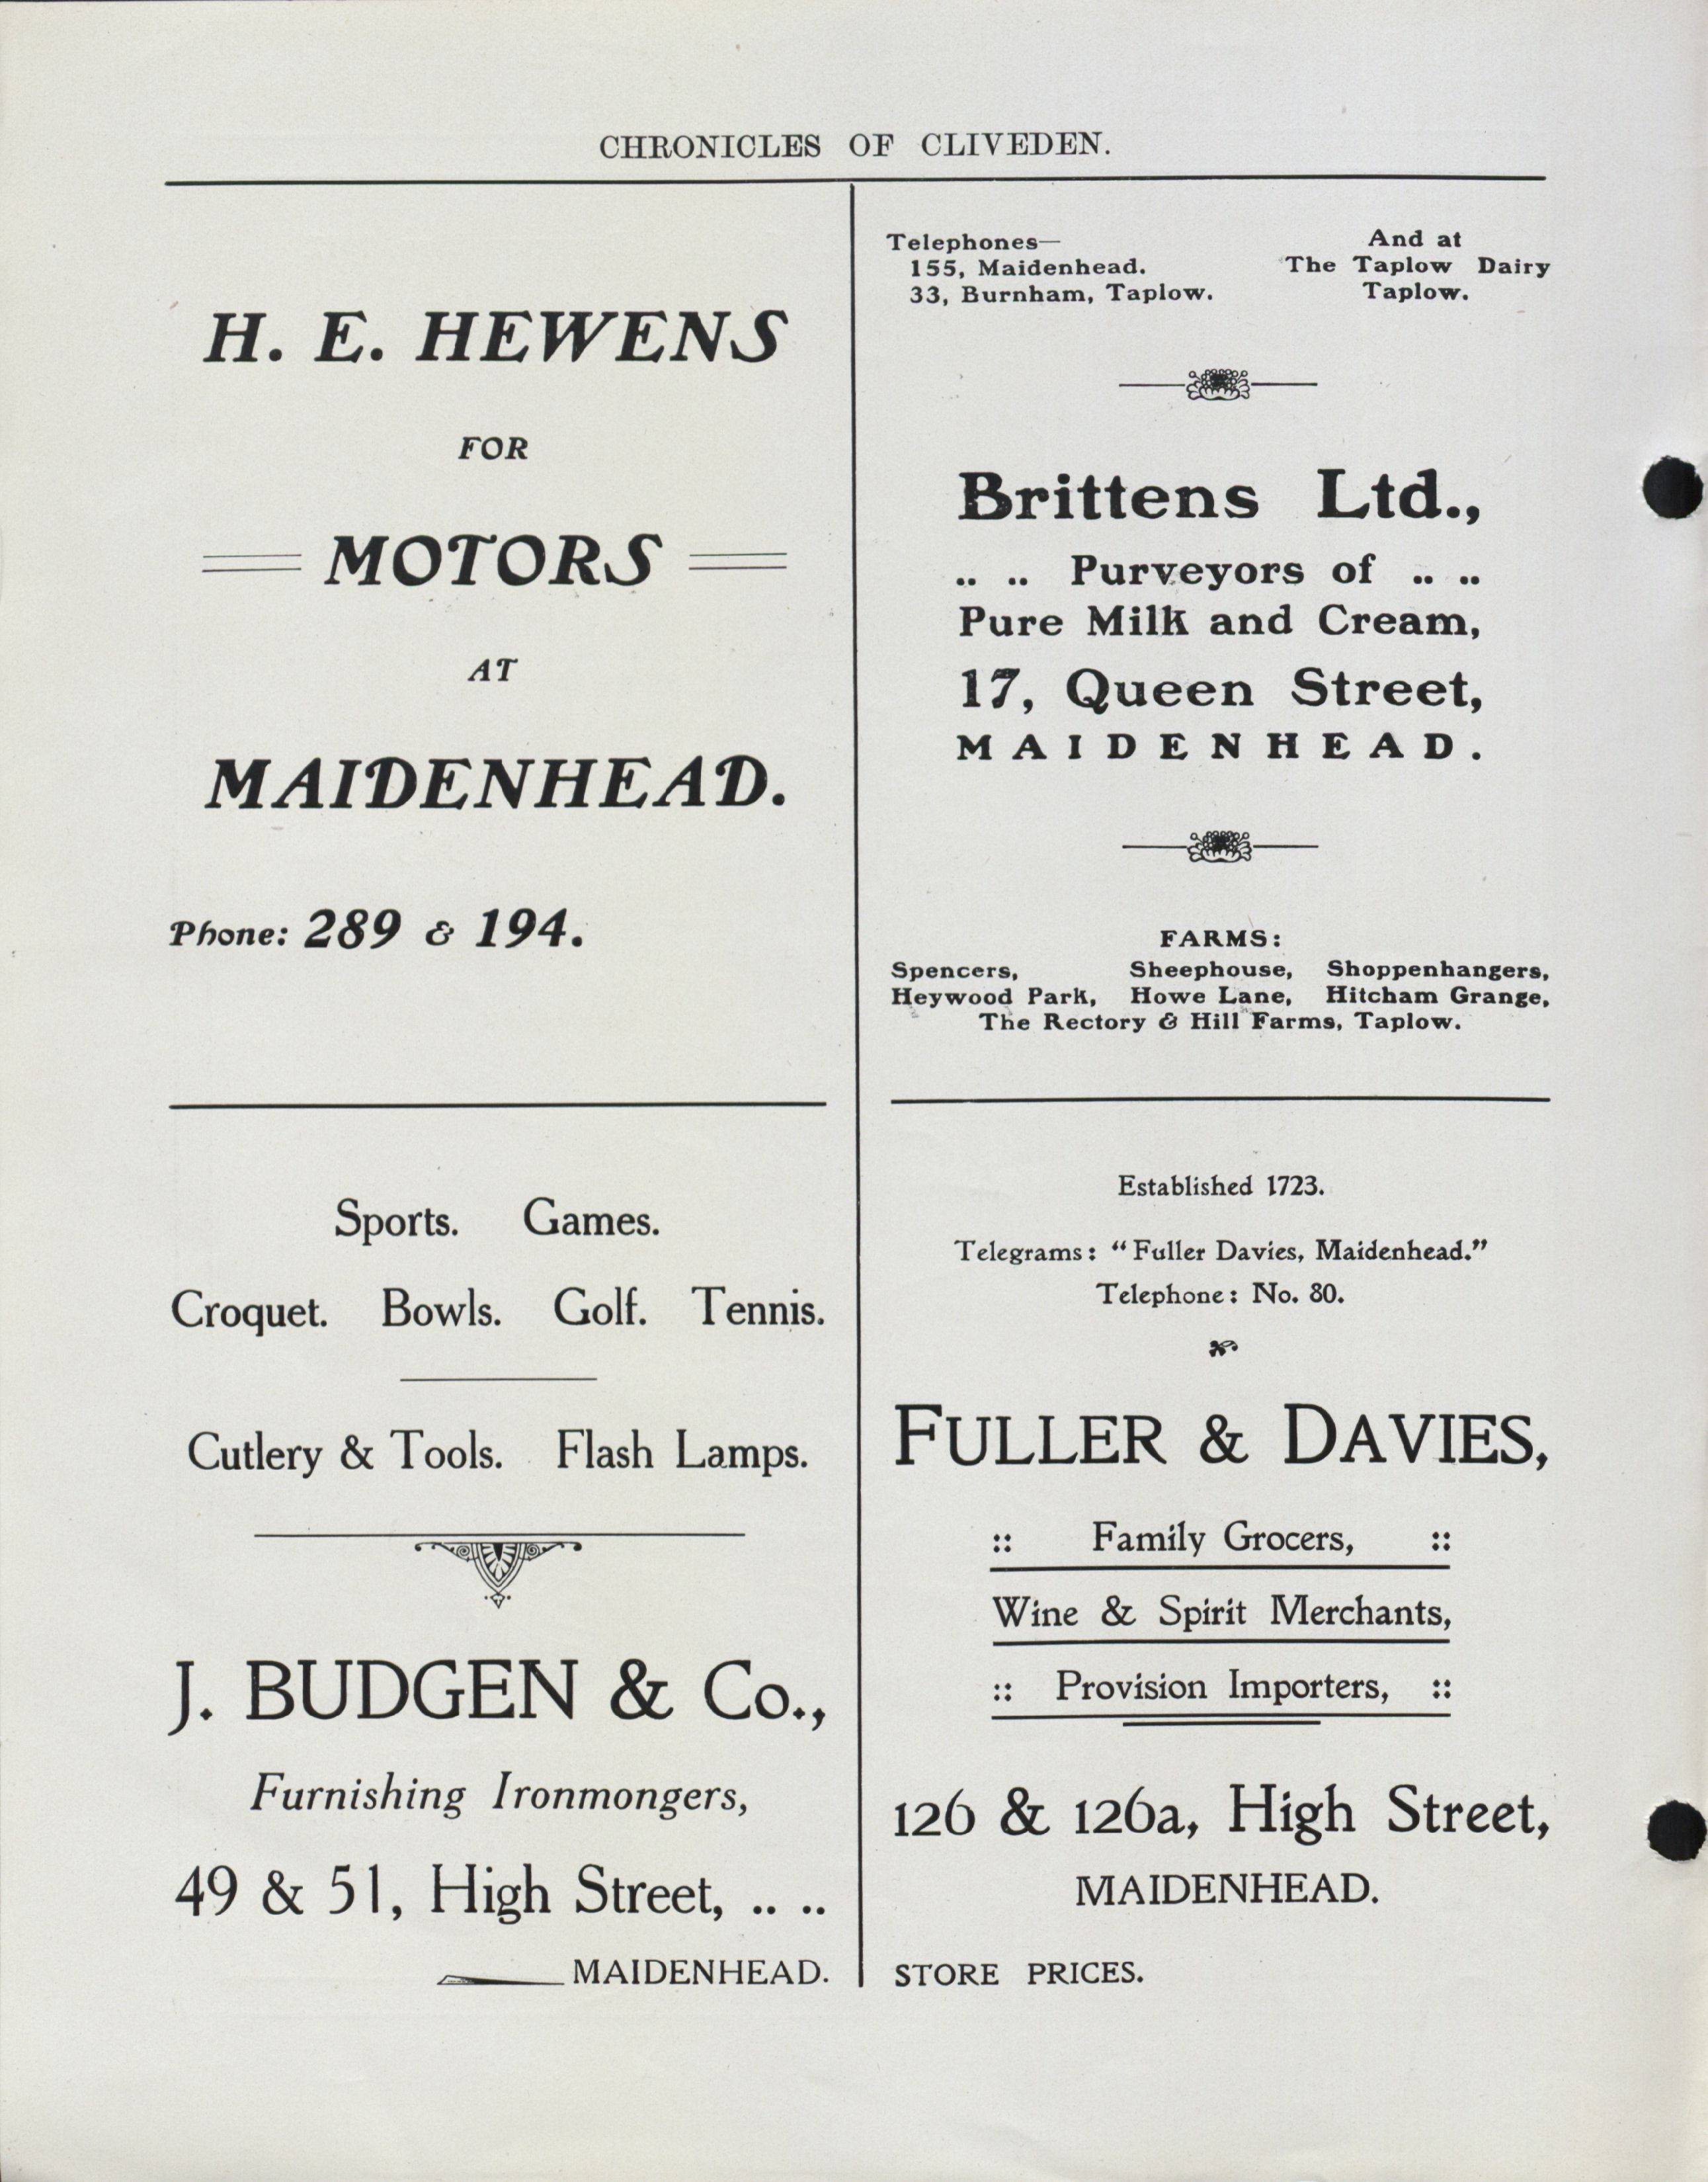 CHRONICLES OF CLIVEDEN.
H. E. HEWENS
FOR
MOTORS
AT
MAIDENHEAD.
Phone: 289 & 194.
Sports. Games.
Croquet. Bowls. Golf. Tennis.
Cutlery & Tools. Flash Lamps.
J. BUDGEN & Co.,
Furnishing Ironmongers,
49 & 51, High Street, .. ..
MAIDENHEAD.
Telephones—
155, Maidenhead.
33, Burnham, Taplow.
And at
The Taplow Dairy
Taplow.
Brittens Ltd.,
.. .. Purveyors of .. ..
Pure Milk and Cream,
17, Queen Street,
MAIDENHEAD.
FARMS:
Spencers, Sheephouse, Shoppenhangers,
Heywood Park, Howe Lane, Hitcham Grange,
The Rectory & Hill Farms, Taplow.
Established 1723.
Telegrams: “Fuller Davies, Maidenhead.”
Telephone: No. 80.
FULLER & DAVIES,
:: Family Grocers, ::
Wine & Spirit Merchants,
:: Provision Importers, ::
126 & 126a, High Street,
MAIDENHEAD.
STORE PRICES.